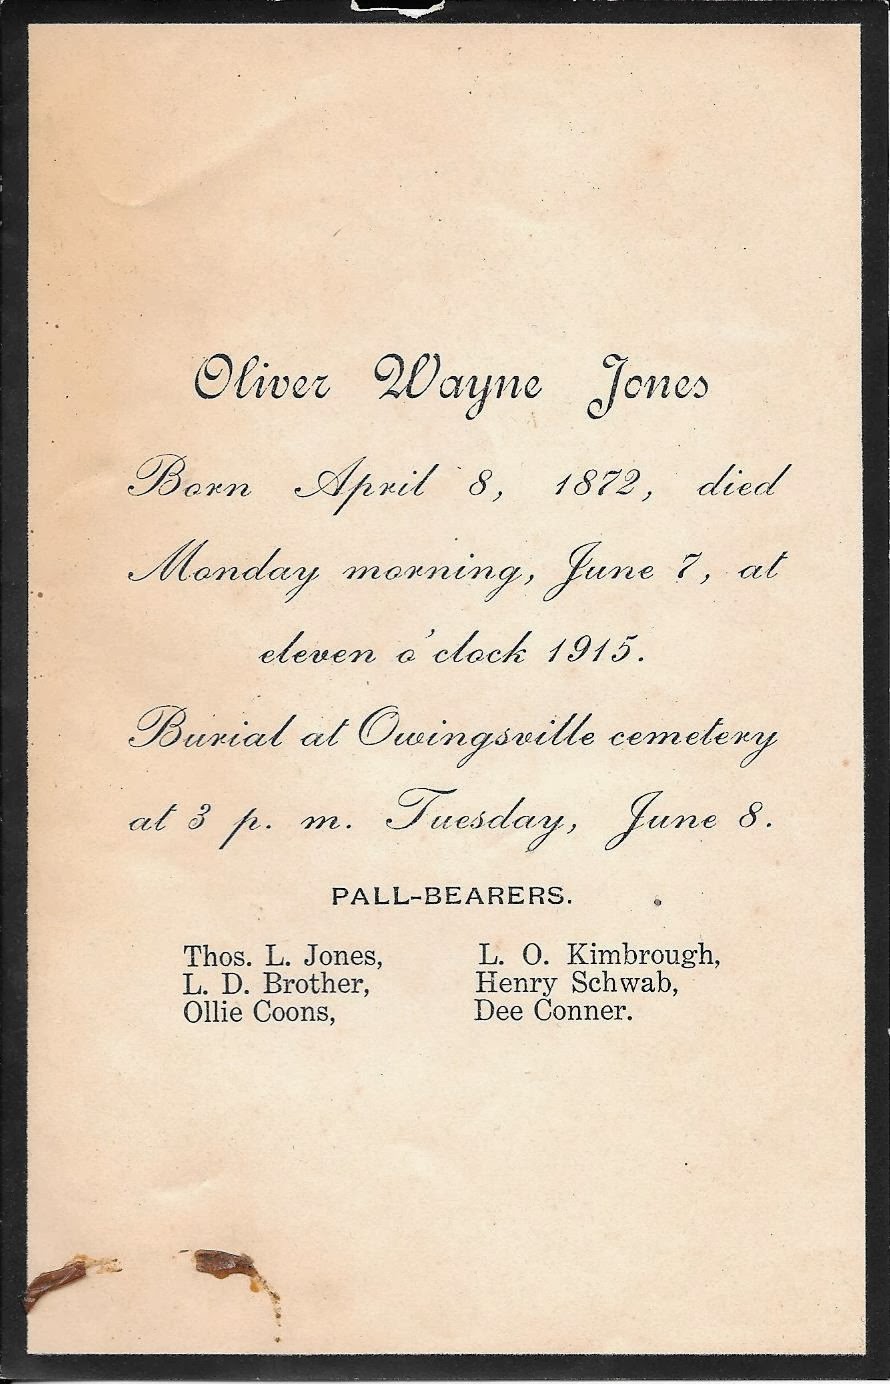 Oliver Wayne Jones
Born April 8, 1872, died
Monday morning, June 7, at
eleven o'clock 1915.
Burial at Owingsville cemetery
at 3 p. m. Tuesday, June 8.
PALL-BEARERS.
Thos. L. Jones, L. O. Kimbrough,
L. D. Brother, Henry Schwab,
Ollie Coons, Dee Conner.